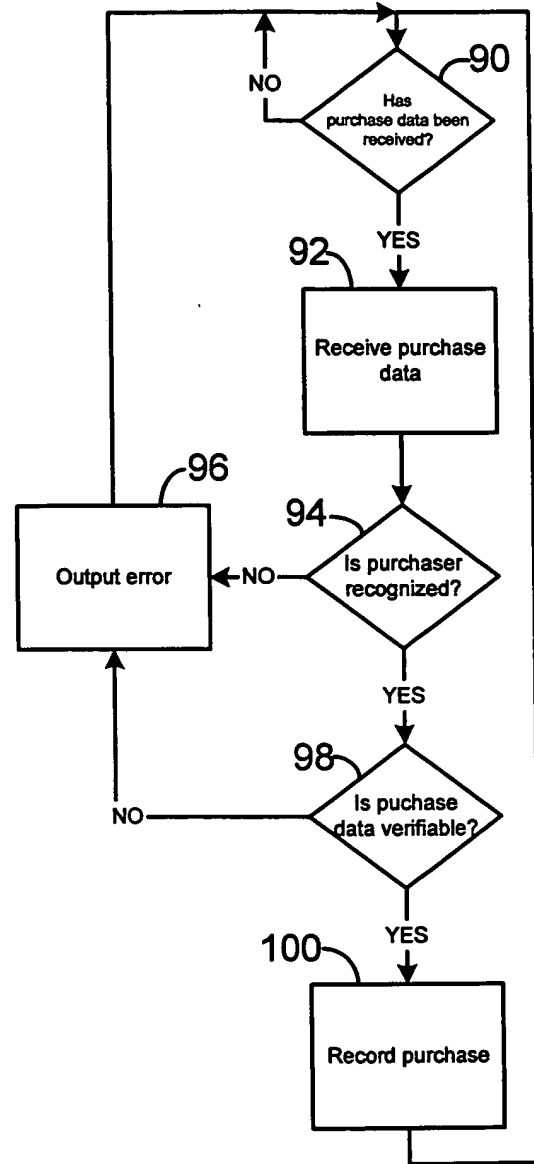 90
NO
Has
purchase data been
received?
YES
92
Receive purchase
data
96
94
Output error
NO
Is purchaser
recognized?
YES
98
Is puchase
data verifiable?
NO
YES
100
Record purchase